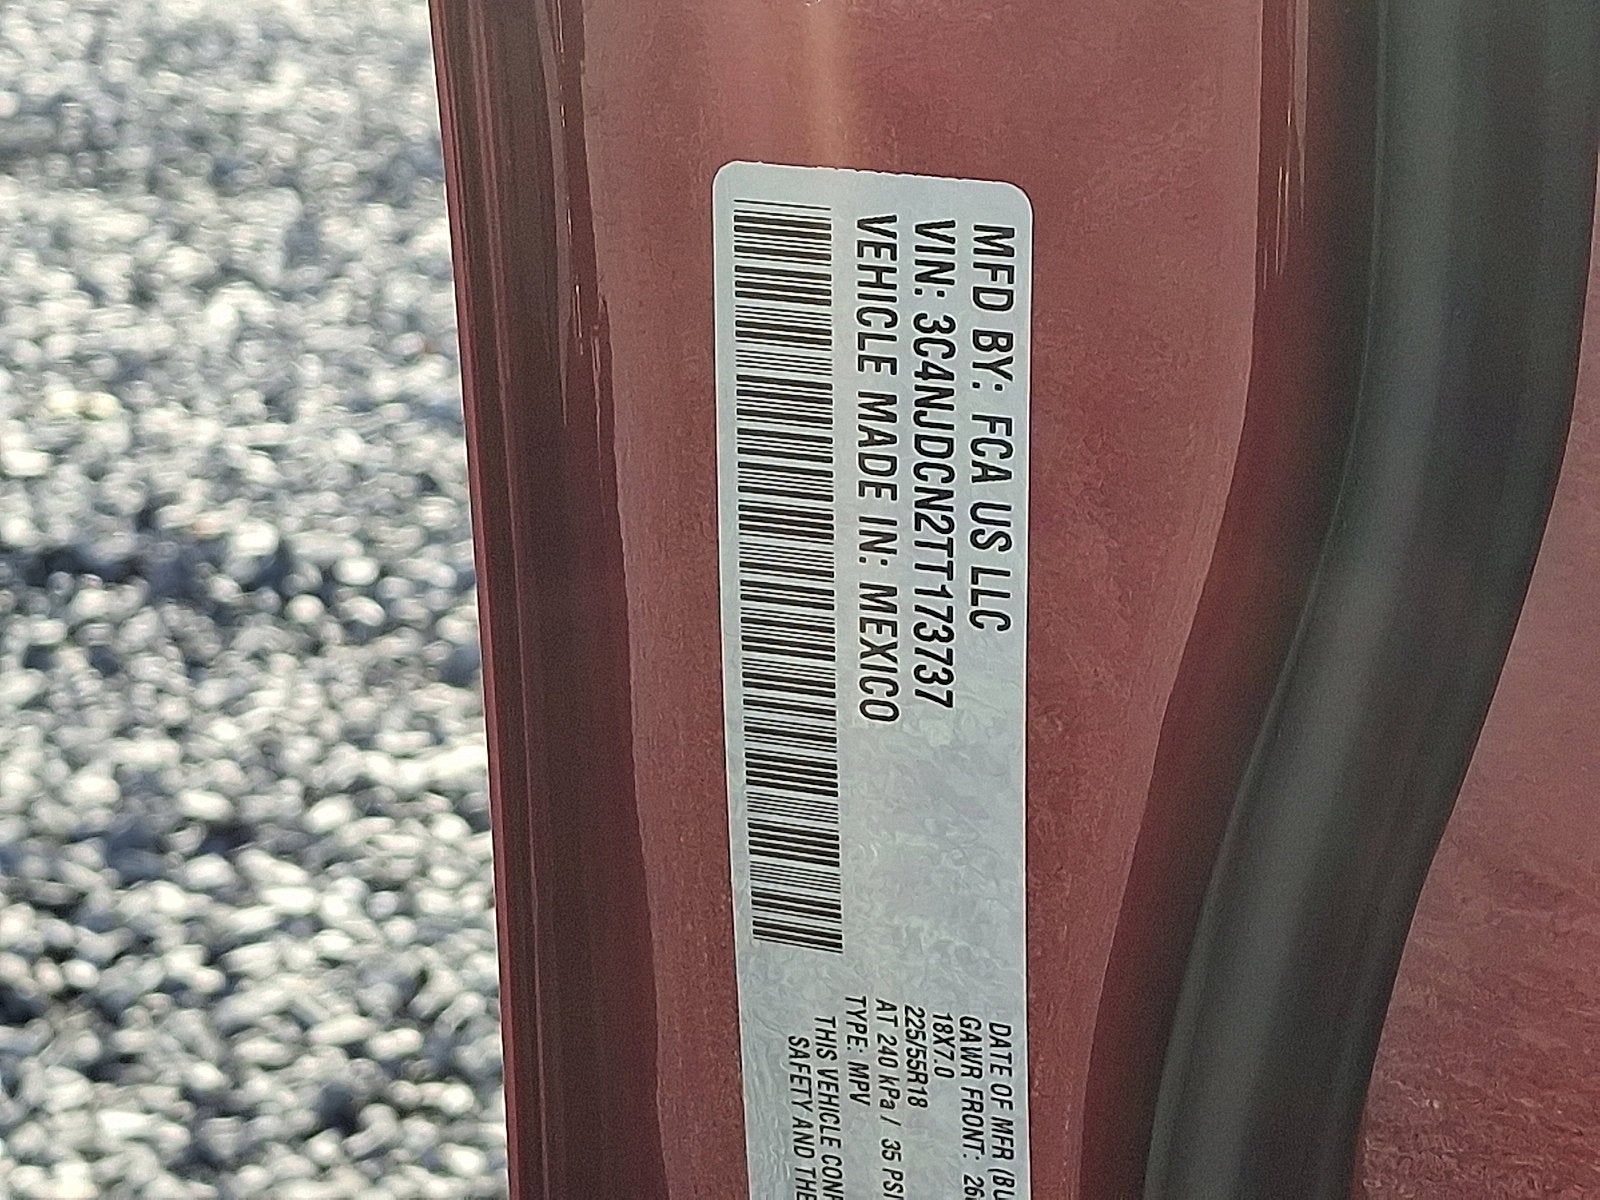 MFD BY: FCA US LLC
VIN: 3C4NJDCN2TT173737
VEHICLE MADE IN: MEXICO
DATE OF MFR
GAWR FRONT:
18X7.0
225/55R18
AT 240 kPa / 35 PSI
TYPE: MPV
THIS VEHICLE
SAFETY AND THE